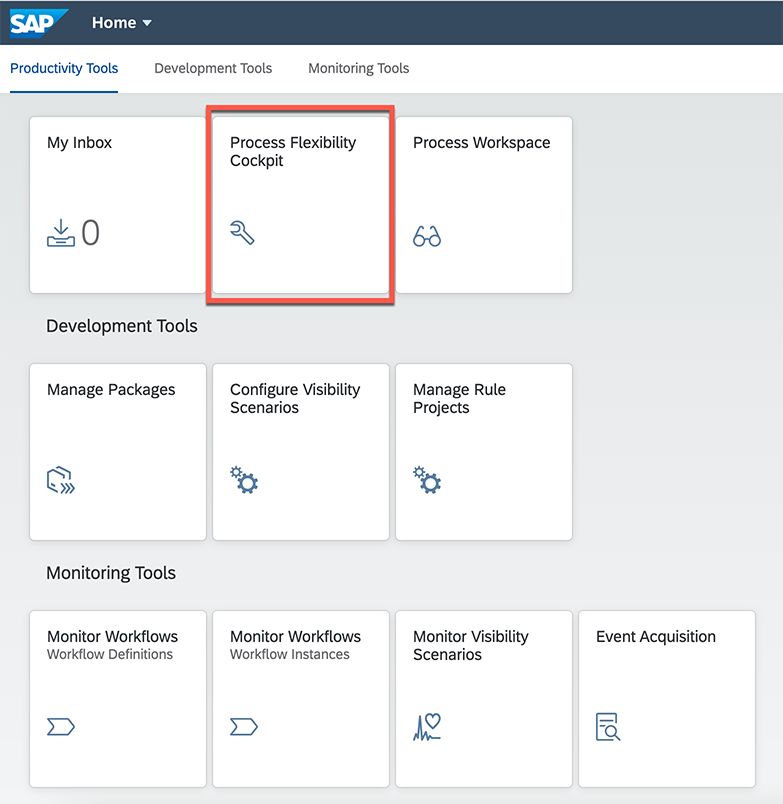 SAP
Home
Productivity Tools
Development Tools
Monitoring Tools
My Inbox
0
Process Flexibility
Cockpit
Process Workspace
Development Tools
Manage Packages
Configure Visibility
Scenarios
Manage Rule
Projects
Monitoring Tools
Monitor Workflows
Workflow Definitions
Monitor Workflows
Workflow Instances
Monitor Visibility
Scenarios
Event Acquisition